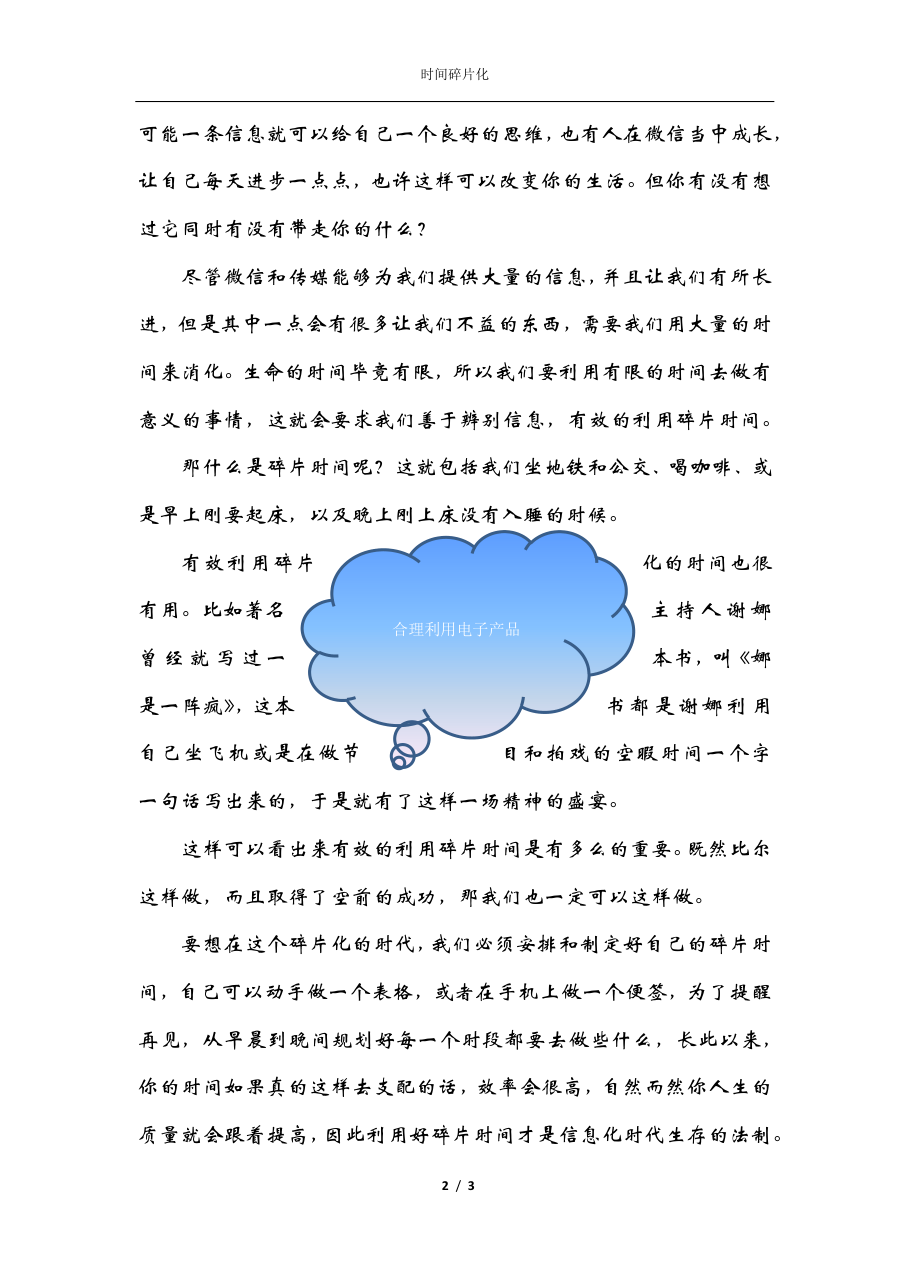 时间碎片化
可能一条信息就可以给自己一个良好的思维，也有人在微信当中成长，
让自己每天进步一点点，也许这样可以改变你的生活。但你有没有想
过它同时有没有带走你的什么？
尽管微信和传媒能够为我们提供大量的信息，并且让我们有所长
进，但是其中一点会有很多让我们不益的东西，需要我们用大量的时
间来消化。生命的时间毕竟有限，所以我们要利用有限的时间去做有
意义的事情，这就会要求我们善于辨别信息，有效的利用碎片时间。
那什么是碎片时间呢？这就包括我们坐地铁和公交、喝咖啡、或
是早上刚要起床，以及晚上刚上床没有入睡的时候。
有效利用碎片化的时间也很
有用。比如著名主持人谢娜
曾经就写过一本书，叫《娜
是一阵疯》，这本书都是谢娜利用
自己坐飞机或是在做节目和拍戏的空暇时间一个字
一句话写出来的，于是就有了这样一场精神的盛宴。
合理利用电子产品
这样可以看出来有效的利用碎片时间是有多么的重要。既然比尔
这样做，而且取得了空前的成功，那我们也一定可以这样做。
要想在这个碎片化的时代，我们必须安排和制定好自己的碎片时
间，自己可以动手做一个表格，或者在手机上做一个便签，为了提醒
再见，从早晨到晚间规划好每一个时段都要去做些什么，长此以来，
你的时间如果真的这样去支配的话，效率会很高，自然而然你人生的
质量就会跟着提高，因此利用好碎片时间才是信息化时代生存的法制。
2 / 3